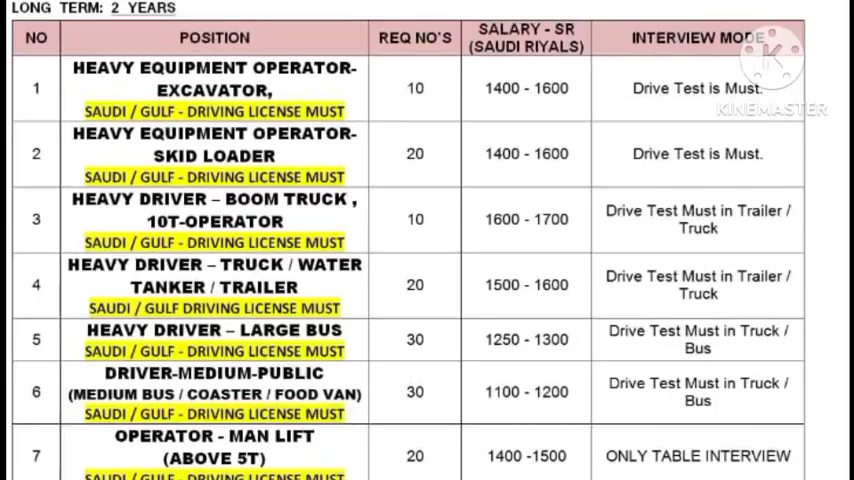 LONG TERM: 2 YEARS
NO POSITION REQ NO'S SALARY - SR (SAUDI RIYALS) INTERVIEW MODE
1 HEAVY EQUIPMENT OPERATOR-
EXCAVATOR, 10 1400 - 1600 Drive Test is Must.
SAUDI / GULF - DRIVING LICENSE MUST
2 HEAVY EQUIPMENT OPERATOR-
SKID LOADER 20 1400 - 1600 Drive Test is Must.
SAUDI / GULF - DRIVING LICENSE MUST
3 HEAVY DRIVER – BOOM TRUCK ,
10T-OPERATOR 10 1600 - 1700 Drive Test Must in Trailer /
Truck
SAUDI / GULF - DRIVING LICENSE MUST
4 HEAVY DRIVER – TRUCK / WATER
TANKER / TRAILER 20 1500 - 1600 Drive Test Must in Trailer /
Truck
SAUDI / GULF DRIVING LICENSE MUST
5 HEAVY DRIVER – LARGE BUS 30 1250 - 1300 Drive Test Must in Truck /
Bus
SAUDI / GULF - DRIVING LICENSE MUST
6 DRIVER-MEDIUM-PUBLIC
(MEDIUM BUS / COASTER / FOOD VAN) 30 1100 - 1200 Drive Test Must in Truck /
Bus
SAUDI / GULF - DRIVING LICENSE MUST
7 OPERATOR - MAN LIFT
(ABOVE 5T) 20 1400 -1500 ONLY TABLE INTERVIEW
SAUDI / GULF - DRIVING LICENSE MUST
K
KINEMASTER